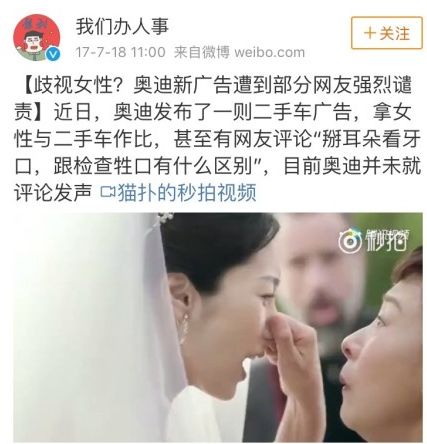 我们办人事
17-7-18 11:00 来自微博 weibo.com
+关注
【歧视女性？奥迪新广告遭到部分网友强烈谴
责】近日，奥迪发布了一则二手车广告，拿女
性与二手车作比，甚至有网友评论“掰耳朵看牙
口，跟检查牲口有什么区别”，目前奥迪并未就
评论发声 猫扑的秒拍视频
秒拍